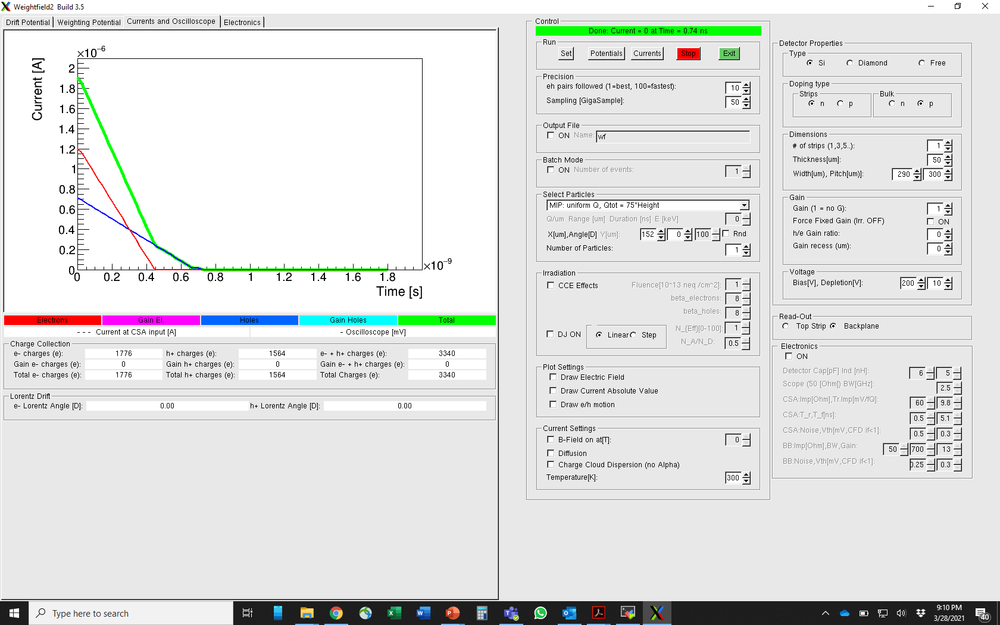 Weightfield2 Build 3.5
Drift Potential
Weighting Potential
Currents and Oscilloscope
Electronics
×10⁻⁶
Current [A]
2
1.8
1.6
1.4
1.2
1
0.8
0.6
0.4
0.2
0
0 0.2 0.4 0.6 0.8 1 1.2 1.4 1.6 1.8
×10⁻⁹
Time [s]
Electrons Gain El. Holes Gain Holes Total
- - - Current at CSA input [A]
- Oscilloscope [mV]
Charge Collection
e- charges (e): 1776 h+ charges (e): 1564 e- + h+ charges (e): 3340
Gain e- charges (e): 0 Gain h+ charges (e): 0 Gain e- + h+ charges (e): 0
Total e- charges (e): 1776 Total h+ charges (e): 1564 Total Charges (e): 3340
Lorentz Drift
e- Lorentz Angle [D]: 0.00 h+ Lorentz Angle [D]: 0.00
Control
Done: Current = 0 at Time = 0.74 ns
Run
Set Potentials Currents Stop Exit
Precision
eh pairs followed (1=best, 100=fastest): 10
Sampling [GigaSample]: 50
Output File
ON Name: wf
Batch Mode
ON Number of events: 1
Select Particles
MIP: uniform Q, Qtot = 75*Height
Q/um Range [um] Duration [ns] E [keV] 0
X[um],Angle[D] Y[um]: 152 0 100 Rnd
Number of Particles: 1
Irradiation
CCE Effects Fluence[10^13 neq /cm^2]: 1
beta_electrons: 8
beta_holes: 8
DJ ON Linear Step N_{Eff}[0-100]: 1
N_A/N_D: 0.5
Plot Settings
Draw Electric Field
Draw Current Absolute Value
Draw e/h motion
Current Settings
B-Field on at[T]: 0
Diffusion
Charge Cloud Dispersion (no Alpha)
Temperature[K]: 300
Detector Properties
Type
Si Diamond Free
Doping type
Strips Bulk
n p n p
Dimensions
# of strips (1,3,5..): 1
Thickness[um]: 50
Width[um), Pitch[um)]: 290 300
Gain
Gain (1 = no G): 1
Force Fixed Gain (Irr. OFF) ON
h/e Gain ratio: 0
Gain recess (um): 0
Voltage
Bias[V], Depletion[V]: 200 10
Read-Out
Top Strip Backplane
Electronics
ON
Detector Cap[pF] Ind [nH]: 6 5
Scope (50 [Ohm]) BW[GHz]: 2.5
CSA:Imp[Ohm],Tr.Imp[mV/fQ]: 60 9.8
CSA:T_r,T_f[ns]: 0.5 5.1
CSA:Noise,Vth[mV,CFD if<1]: 0.5 0.3
BB:Imp[Ohm],BW,Gain: 50 700 13
BB:Noise,Vth[mV,CFD if<1]: 0.25 0.3
Type here to search
9:10 PM
3/28/2021
40